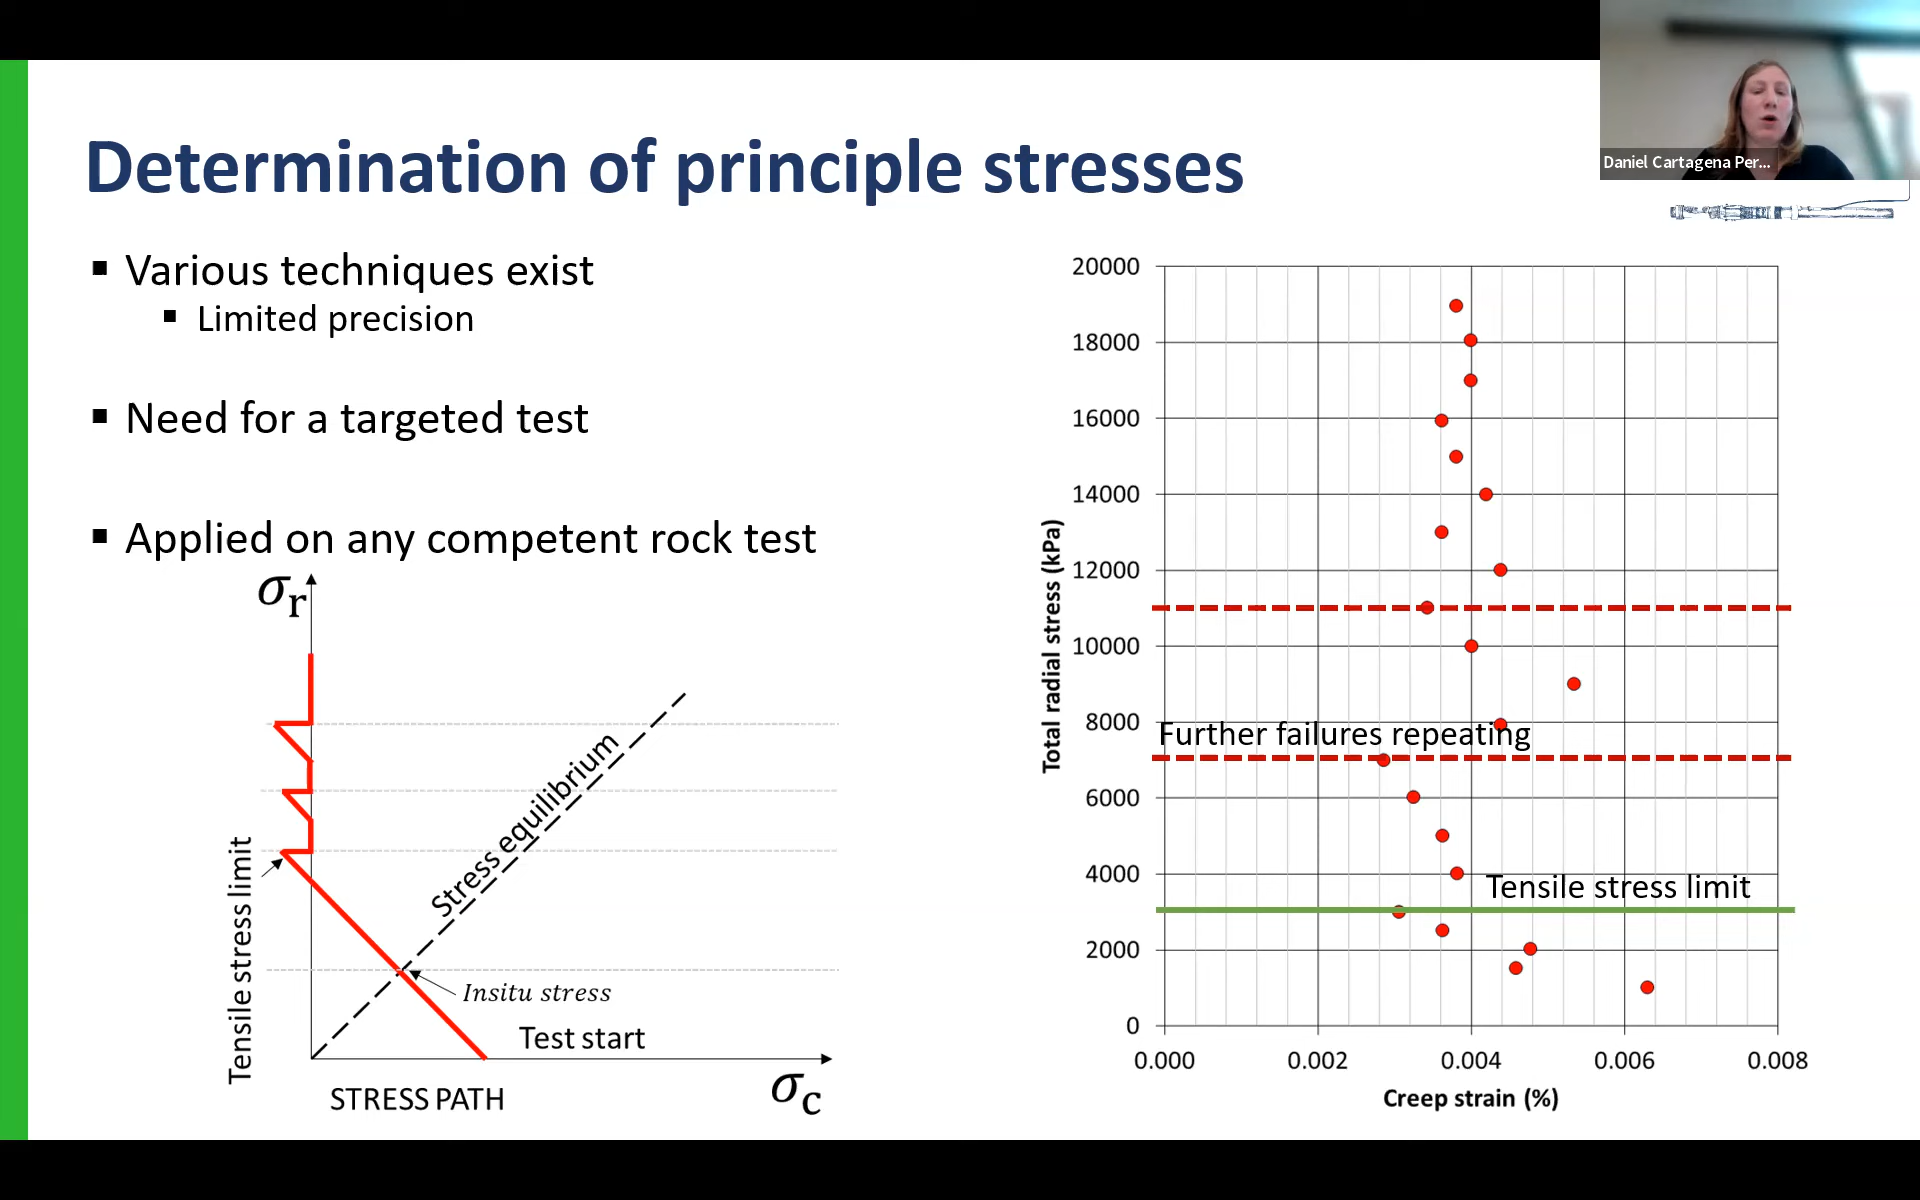 Daniel Cartagena Per...
Determination of principle stresses
Various techniques exist
Limited precision
Need for a targeted test
Applied on any competent rock test
σr
Tensile stress limit
Stress equilibrium
Insitu stress
Test start
STRESS PATH
σc
Total radial stress (kPa)
20000
18000
16000
14000
12000
10000
8000
6000
4000
2000
0
Further failures repeating
Tensile stress limit
0.000 0.002 0.004 0.006 0.008
Creep strain (%)